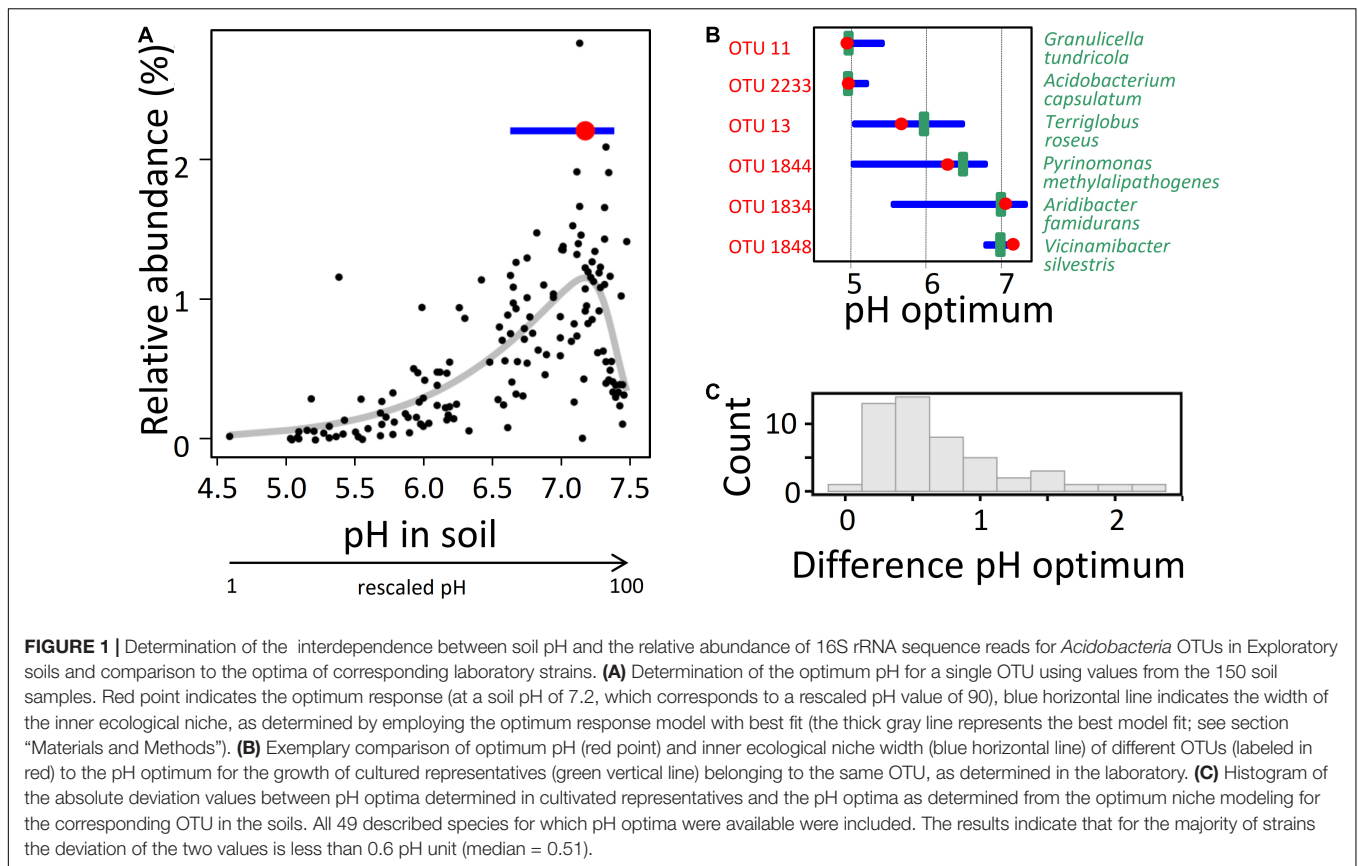 A
Relative abundance (%)
2
1
0
4.5 5.0 5.5 6.0 6.5 7.0 7.5
pH in soil
1 rescaled pH 100
B
OTU 11
OTU 2233
OTU 13
OTU 1844
OTU 1834
OTU 1848
Granulicella
tundricola
Acidobacterium
capsulatum
Terriglobus
roseus
Pyrinomonas
methylalipathogenes
Aridibacter
famidurans
Vicinamibacter
silvestris
5 6 7
pH optimum
C
Count
10
0
0 1 2
Difference pH optimum
FIGURE 1 | Determination of the interdependence between soil pH and the relative abundance of 16S rRNA sequence reads for Acidobacteria OTUs in Exploratory
soils and comparison to the optima of corresponding laboratory strains. (A) Determination of the optimum pH for a single OTU using values from the 150 soil
samples. Red point indicates the optimum response (at a soil pH of 7.2, which corresponds to a rescaled pH value of 90), blue horizontal line indicates the width of
the inner ecological niche, as determined by employing the optimum response model with best fit (the thick gray line represents the best model fit; see section
“Materials and Methods”). (B) Exemplary comparison of optimum pH (red point) and inner ecological niche width (blue horizontal line) of different OTUs (labeled in
red) to the pH optimum for the growth of cultured representatives (green vertical line) belonging to the same OTU, as determined in the laboratory. (C) Histogram of
the absolute deviation values between pH optima determined in cultivated representatives and the pH optima as determined from the optimum niche modeling for
the corresponding OTU in the soils. All 49 described species for which pH optima were available were included. The results indicate that for the majority of strains
the deviation of the two values is less than 0.6 pH unit (median = 0.51).